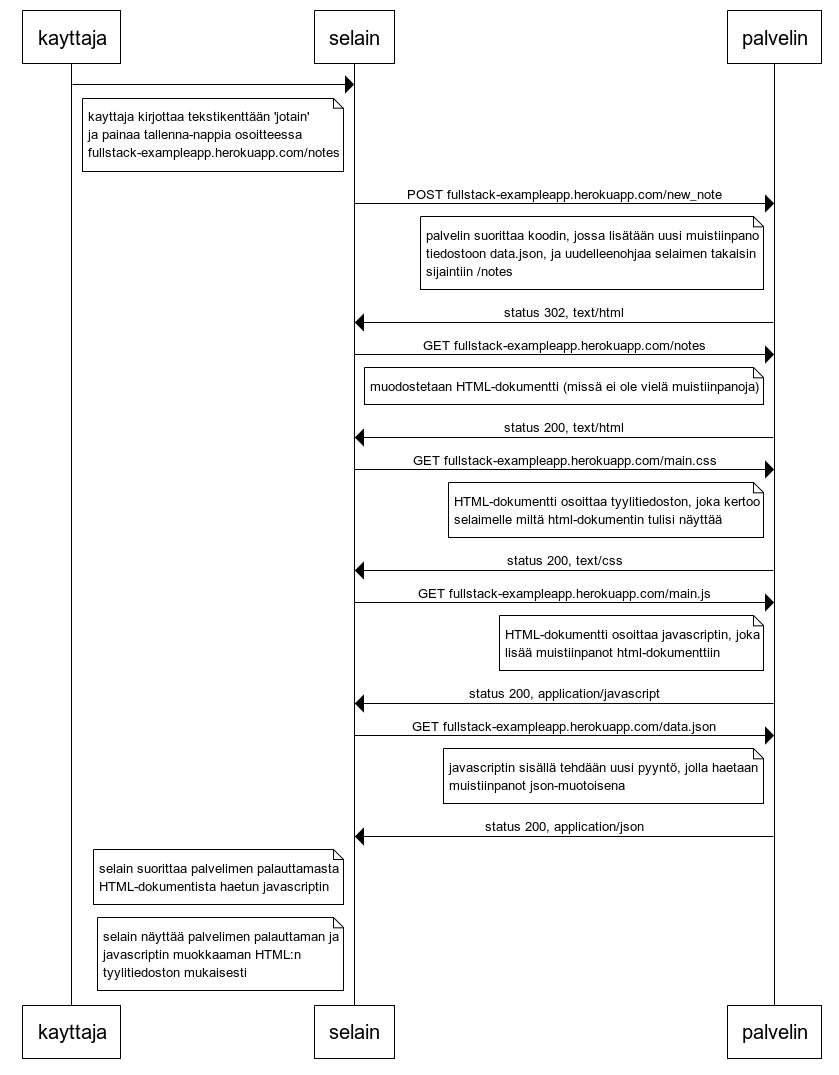 kayttaja
selain
palvelin
kayttaja kirjottaa tekstikenttään 'jotain'
ja painaa tallenna-nappia osoitteessa
fullstack-exampleapp.herokuapp.com/notes
POST fullstack-exampleapp.herokuapp.com/new_note
palvelin suorittaa koodin, jossa lisätään uusi muistiinpano
tiedostoon data.json, ja uudelleenohjaa selaimen takaisin
sijaintiin /notes
status 302, text/html
GET fullstack-exampleapp.herokuapp.com/notes
muodostetaan HTML-dokumentti (missä ei ole vielä muistiinpanoja)
status 200, text/html
GET fullstack-exampleapp.herokuapp.com/main.css
HTML-dokumentti osoittaa tyylitiedoston, joka kertoo
selaimelle miltä html-dokumentin tulisi näyttää
status 200, text/css
GET fullstack-exampleapp.herokuapp.com/main.js
HTML-dokumentti osoittaa javascriptin, joka
lisää muistiinpanot html-dokumenttiin
status 200, application/javascript
GET fullstack-exampleapp.herokuapp.com/data.json
javascriptin sisällä tehdään uusi pyyntö, jolla haetaan
muistiinpanot json-muotoisena
status 200, application/json
selain suorittaa palvelimen palauttamasta
HTML-dokumentista haetun javascriptin
selain näyttää palvelimen palauttaman ja
javascriptin muokkaaman HTML:n
tyylitiedoston mukaisesti
kayttaja
selain
palvelin